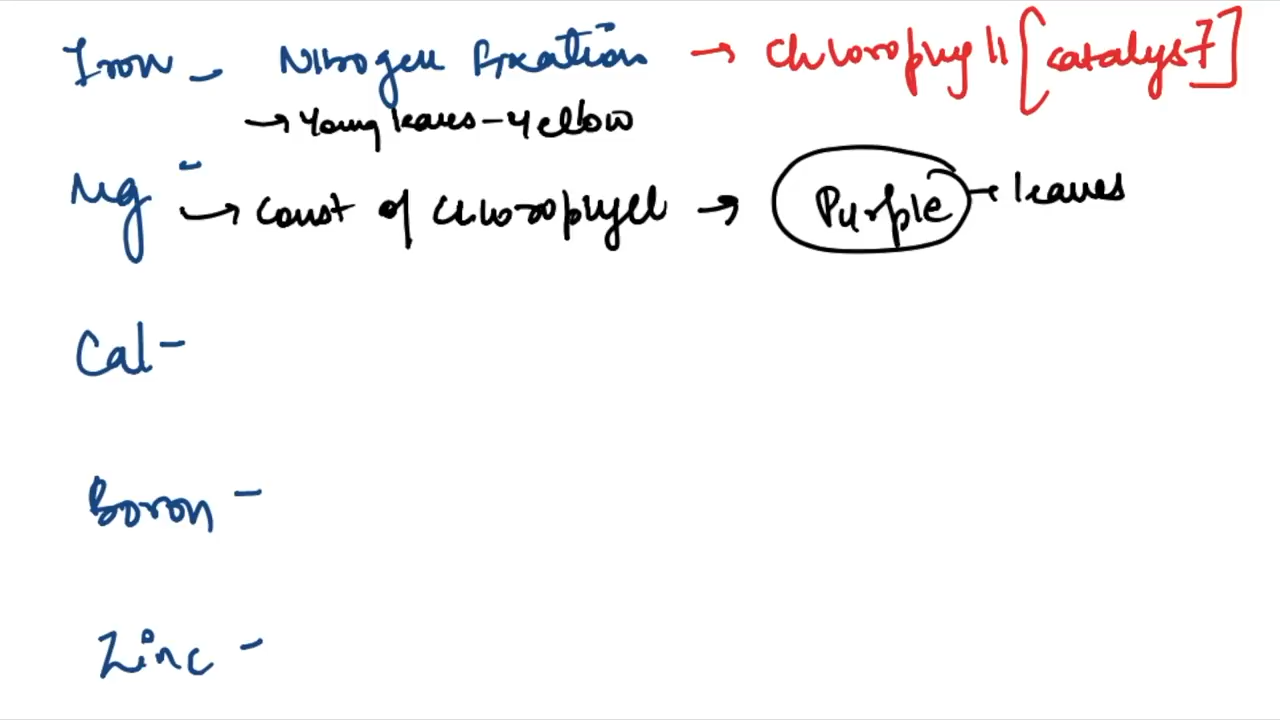 Iron - Nitrogen fixation → Chlorophyll [catalyst]
→ Young leaves - Yellow
Mg -
→ Const of Chlorophyll → Purple - leaves
Cal -
Boron -
Zinc -